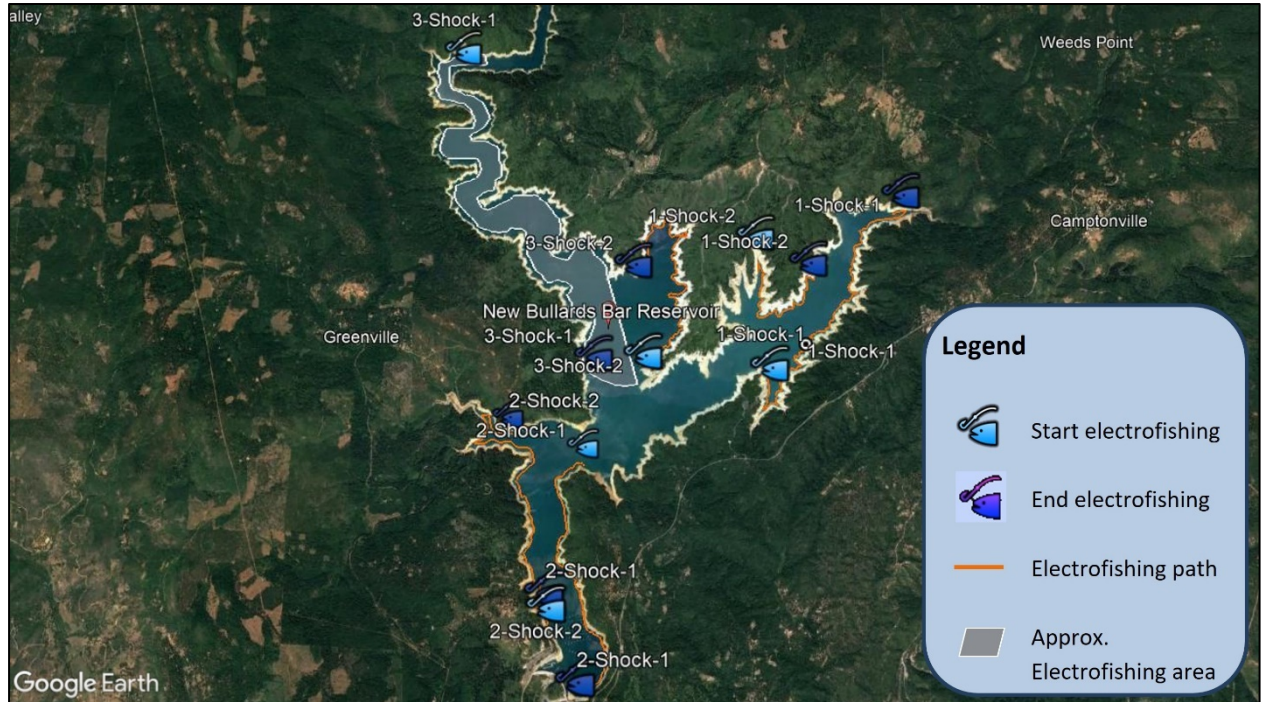 alley
3-Shock-1
Weeds Point
1-Shock-1
1-Shock-2
Camptonville
3-Shock-2
1-Shock-2
New Bullards Bar Reservoir
Greenville
3-Shock-1
1-Shock-1
1-Shock-1
3-Shock-2
2-Shock-2
2-Shock-1
2-Shock-1
2-Shock-2
2-Shock-1
Google Earth
Legend
Start electrofishing
End electrofishing
Electrofishing path
Approx.
Electrofishing area